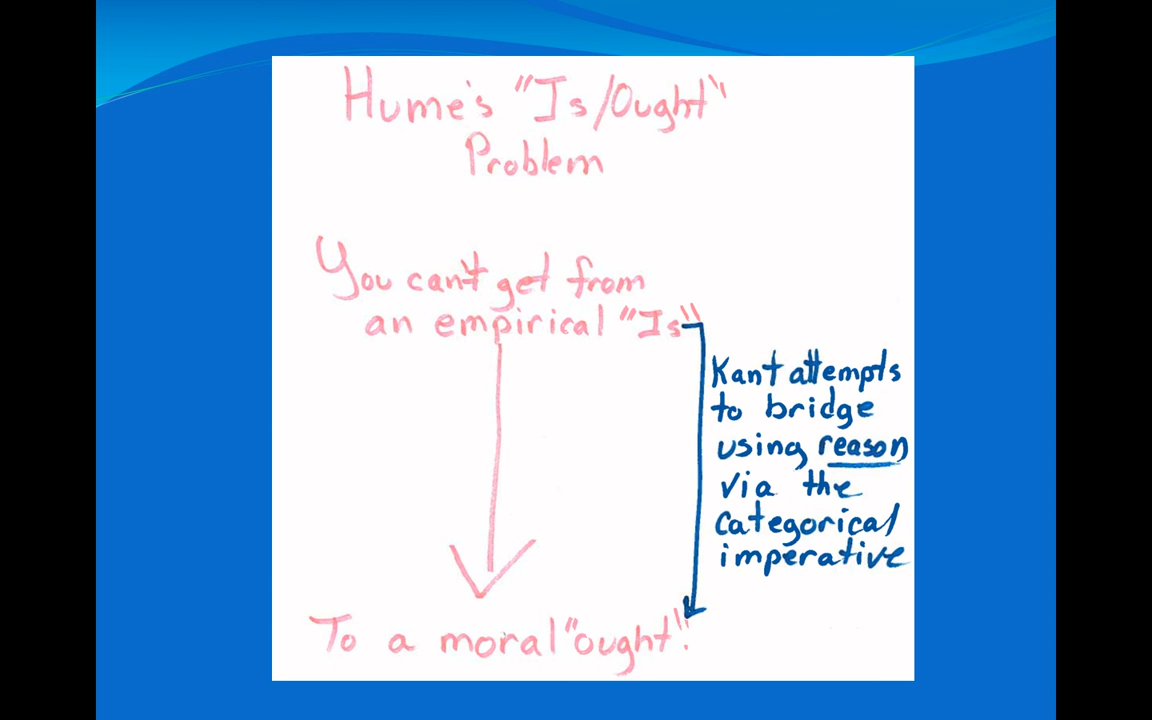 Hume's "Is/Ought"
Problem
You can't get from
an empirical "Is"
Kant attempts
to bridge
using reason
via the
categorical
imperative
To a moral "ought".